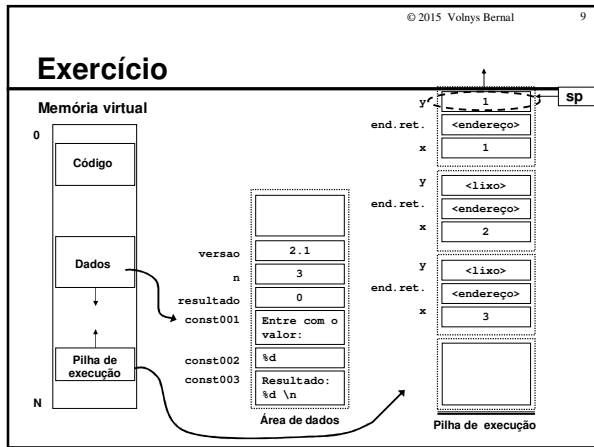 © 2015 Volnys Bernal 9
Exercício
Memória virtual
0
Código
Dados
Pilha de
execução
N
versao 2.1
n 3
resultado 0
const001 Entre com o
valor:
const002 %d
const003 Resultado:
%d \n
Área de dados
sp
y 1
end.ret. <endereço>
x 1
y <lixo>
end.ret. <endereço>
x 2
y <lixo>
end.ret. <endereço>
x 3
Pilha de execução